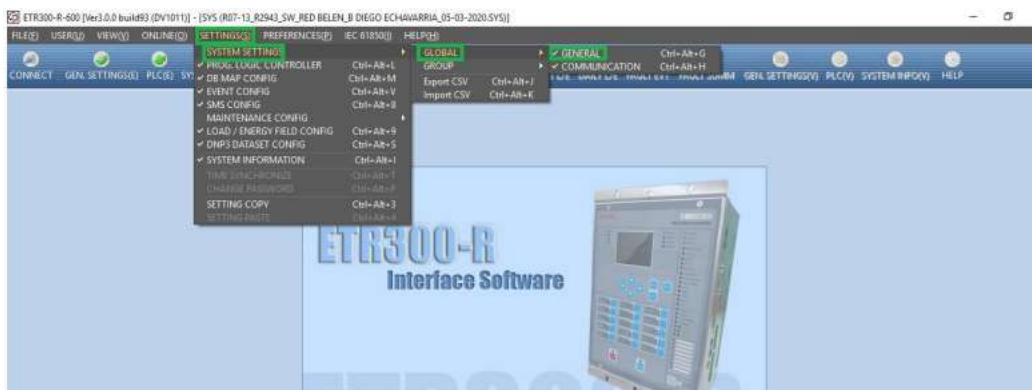 ETR300-R-600 [Ver3.0.0 build93 (DV1011)] - [SYS (R07-13_R2943_SW_RED BELEN_B DIEGO ECHAVARRIA_05-03-2020.SYS)]
FILE(F) USER(U) VIEW(V) ONLINE(O) SETTINGS(S) PREFERENCES(P) IEC 61850(I) HELP(H)
SYSTEM SETTINGS GLOBAL GENERAL Ctrl+Alt+G
PROG. LOGIC CONTROLLER Ctrl+Alt+L GROUP COMMUNICATION Ctrl+Alt+H
CONNECT GEN. SETTINGS(E) PLC(E) FAULT EVT FAULT SUMM GEN. SETTINGS(V) PLC(V) SYSTEM INFO(V) HELP
DB MAP CONFIG Ctrl+Alt+M Export CSV Ctrl+Alt+J
EVENT CONFIG Ctrl+Alt+V Import CSV Ctrl+Alt+K
SMS CONFIG Ctrl+Alt+8
MAINTENANCE CONFIG
LOAD / ENERGY FIELD CONFIG Ctrl+Alt+9
DNP3 DATASET CONFIG Ctrl+Alt+S
SYSTEM INFORMATION Ctrl+Alt+I
TIME SYNCHRONIZE Ctrl+Alt+T
CHANGE PASSWORD Ctrl+Alt+P
SETTING COPY Ctrl+Alt+3
SETTING PASTE
ETR300-R
Interface Software